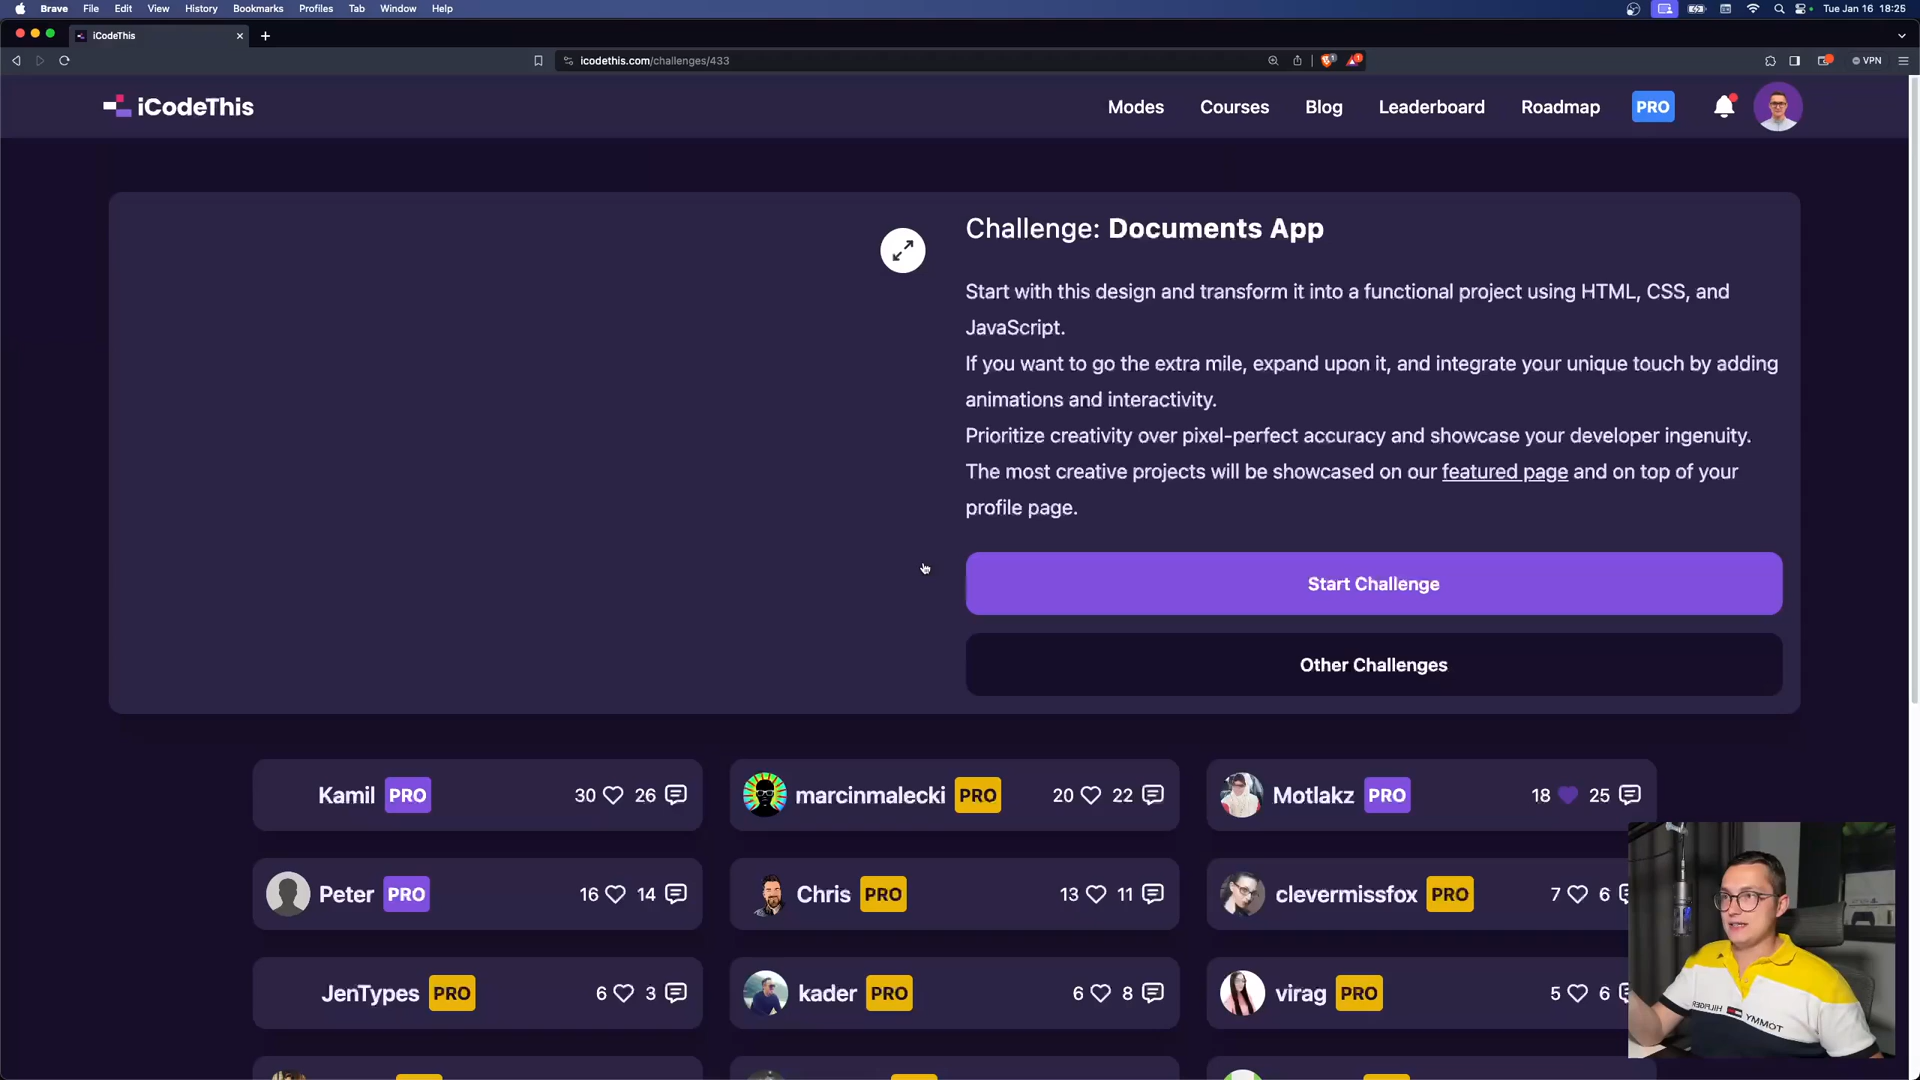 Brave File Edit View History Bookmarks Profiles Tab Window Help Tue Jan 16 18:25
iCodeThis
icodethis.com/challenges/433 VPN
iCodeThis Modes Courses Blog Leaderboard Roadmap PRO
Challenge: Documents App
Start with this design and transform it into a functional project using HTML, CSS, and
JavaScript.
If you want to go the extra mile, expand upon it, and integrate your unique touch by adding
animations and interactivity.
Prioritize creativity over pixel-perfect accuracy and showcase your developer ingenuity.
The most creative projects will be showcased on our featured page and on top of your
profile page.
Start Challenge
Other Challenges
Kamil PRO 30 26 marcinmalecki PRO 20 22 Motlakz PRO 18 25
Peter PRO 16 14 Chris PRO 13 11 clevermissfox PRO 7 6
JenTypes PRO 6 3 kader PRO 6 8 virag PRO 5 6
TOMMY HILFIGER